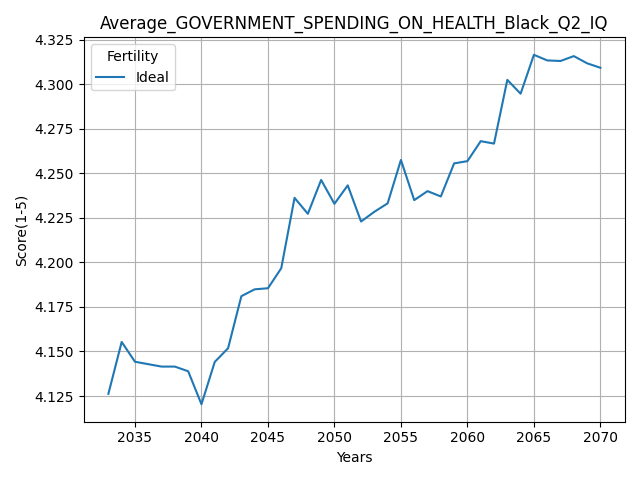 Average_GOVERNMENT_SPENDING_ON_HEALTH_Black_Q2_IQ
Fertility
Ideal
Score(1-5)
4.325
4.300
4.275
4.250
4.225
4.200
4.175
4.150
4.125
2035 2040 2045 2050 2055 2060 2065 2070
Years